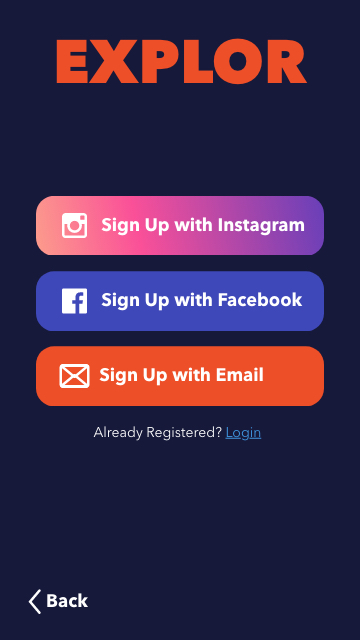 EXPLOR
Sign Up with Instagram
Sign Up with Facebook
Sign Up with Email
Already Registered? Login
Back